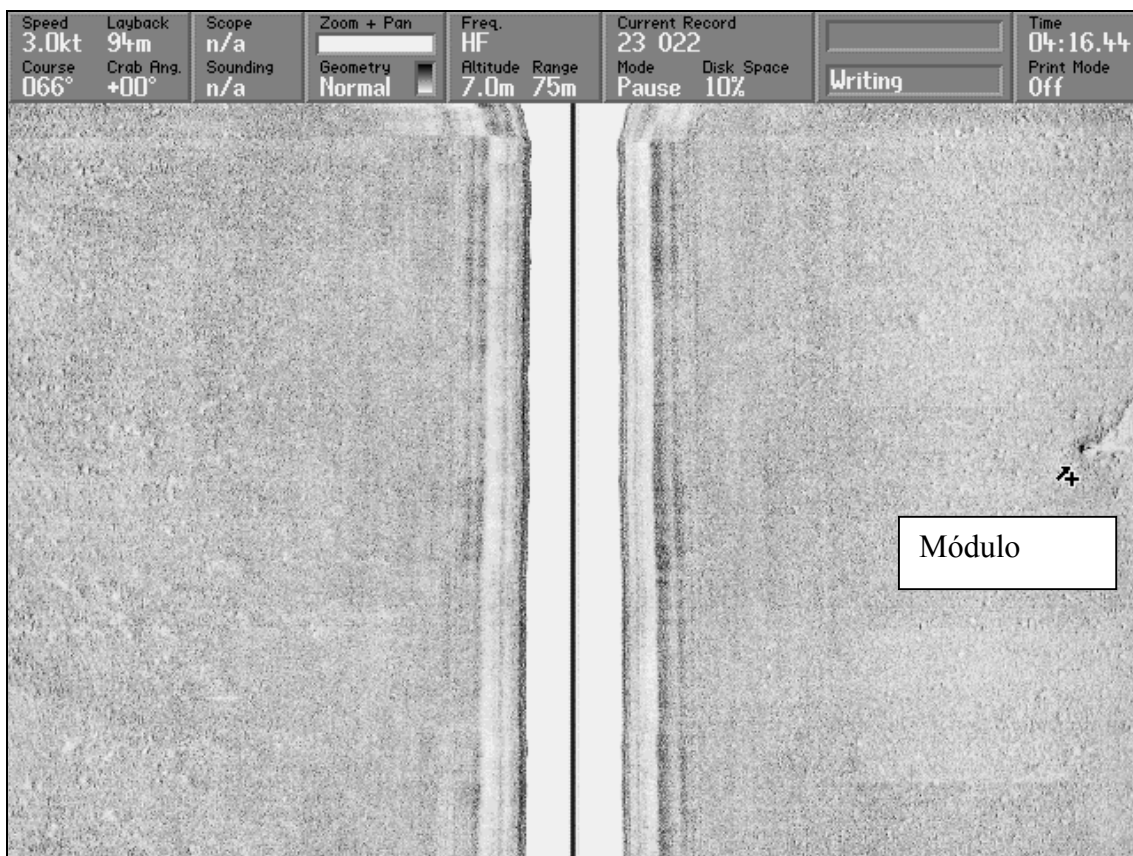 Speed Layback
3.0kt 94m
Course Crab Ang.
066° +00°
Scope
n/a
Sounding
n/a
Zoom + Pan
Geometry
Normal
Freq.
HF
Altitude Range
7.0m 75m
Current Record
23 022
Mode Disk Space
Pause 10%
Writing
Time
04:16.44
Print Mode
Off
Módulo